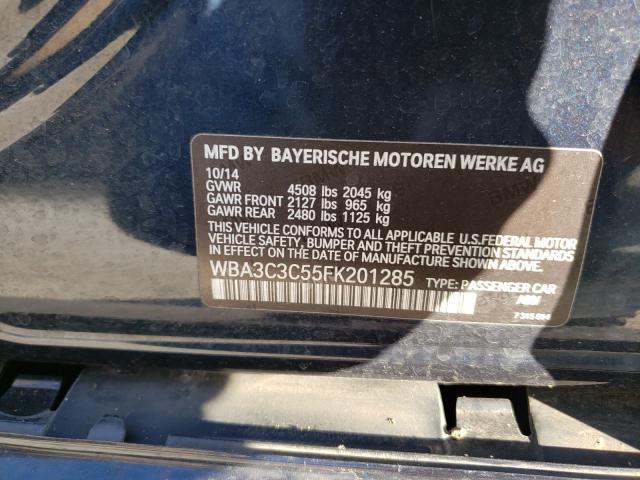 MFD BY BAYERISCHE MOTOREN WERKE AG
10/14
GVWR 4508 lbs 2045 kg
GAWR FRONT 2127 lbs 965 kg
GAWR REAR 2480 lbs 1125 kg
THIS VEHICLE CONFORMS TO ALL APPLICABLE U.S. FEDERAL MOTOR
VEHICLE SAFETY, BUMPER AND THEFT PREVENTION STANDARDS
IN EFFECT ON THE DATE OF MANUFACTURE SHOWN ABOVE.
WBA3C3C55FK201285 TYPE: PASSENGER CAR